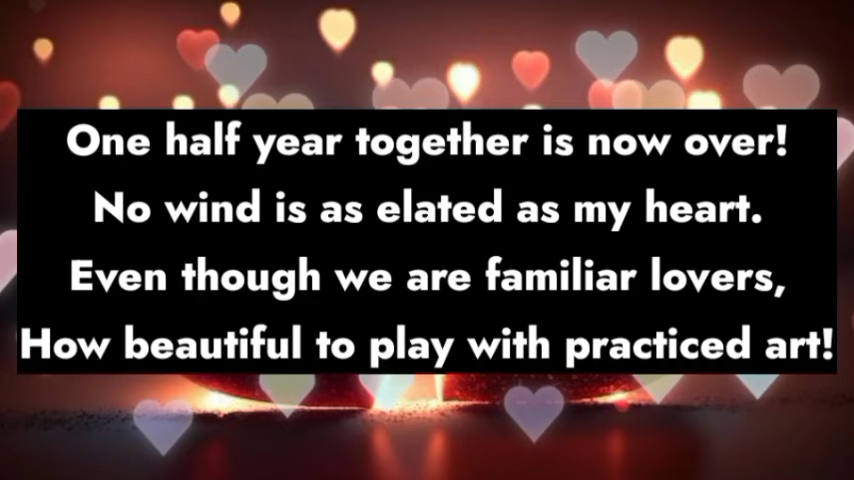 One half year together is now over!
No wind is as elated as my heart.
Even though we are familiar lovers,
How beautiful to play with practiced art!